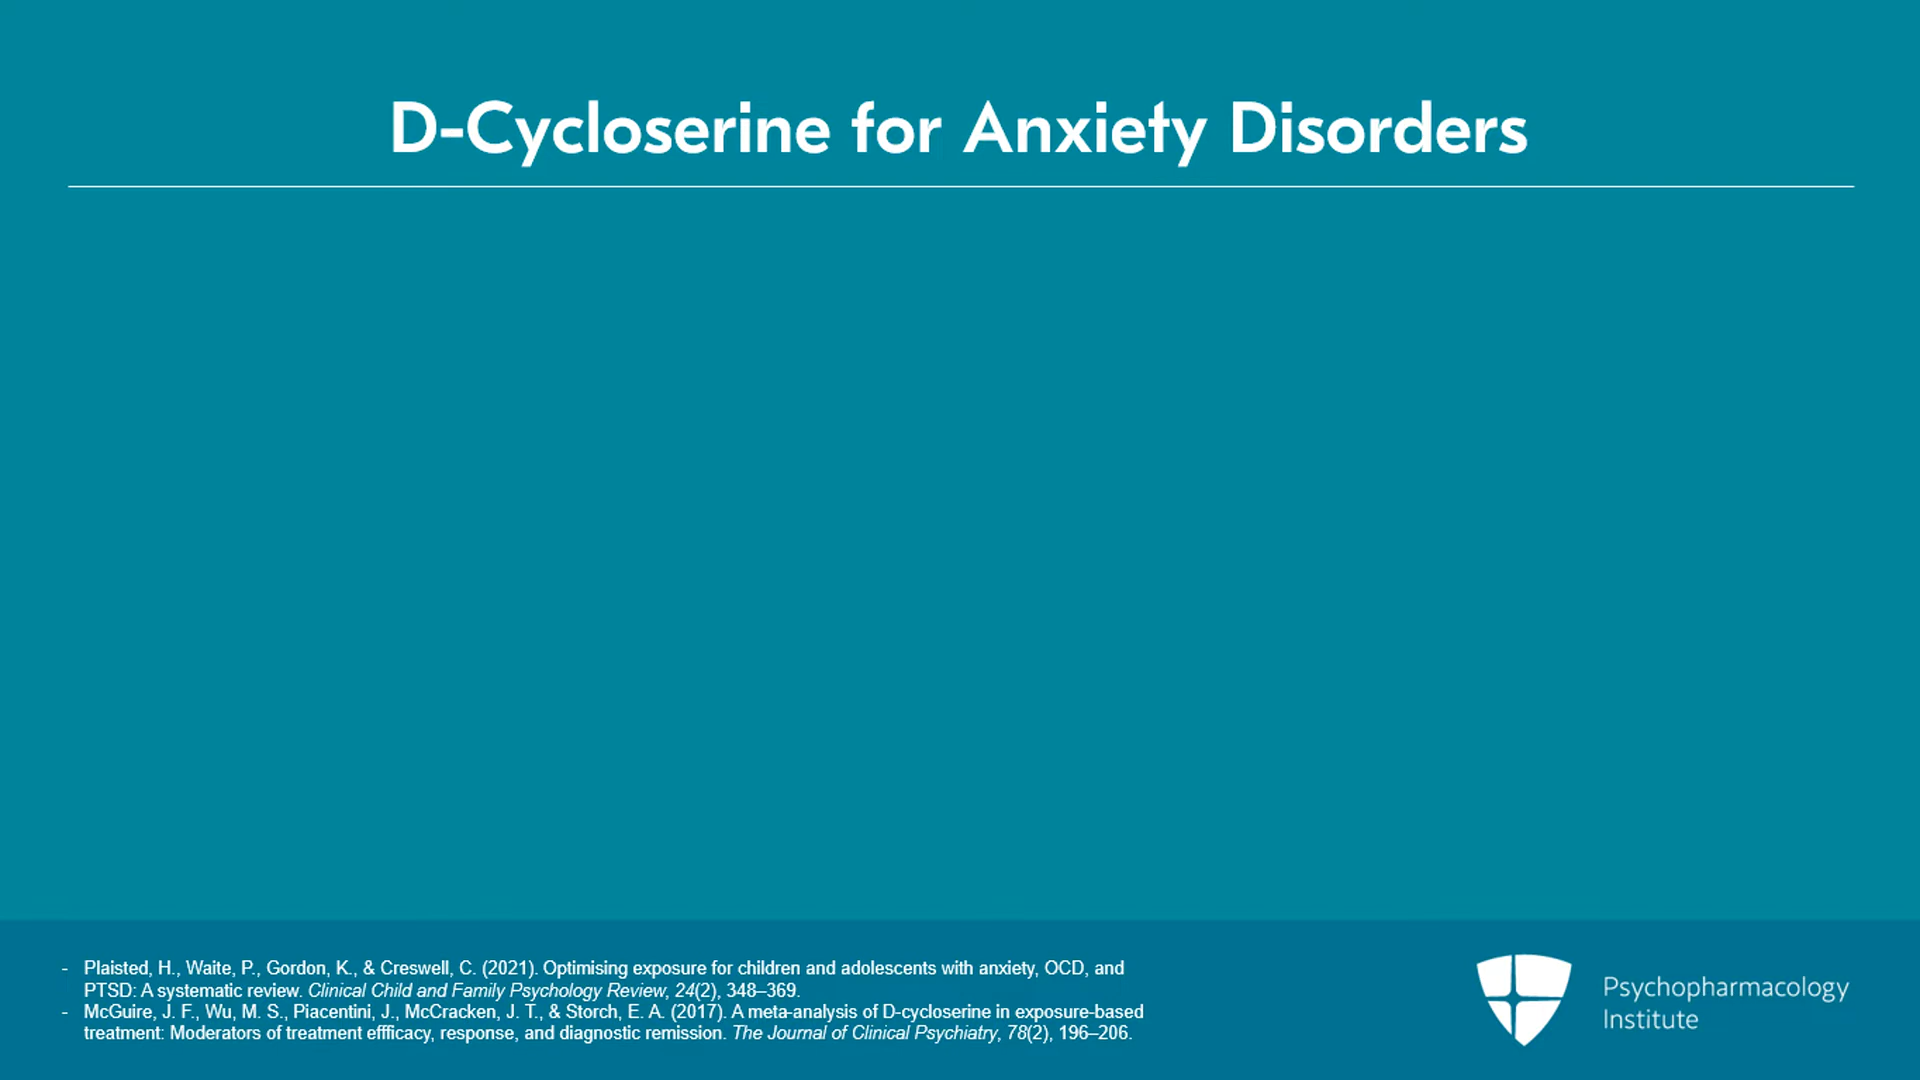 D-Cycloserine for Anxiety Disorders
- Plaisted, H., Waite, P., Gordon, K., & Creswell, C. (2021). Optimising exposure for children and adolescents with anxiety, OCD, and
PTSD: A systematic review. Clinical Child and Family Psychology Review, 24(2), 348–369.
- McGuire, J. F., Wu, M. S., Piacentini, J., McCracken, J. T., & Storch, E. A. (2017). A meta-analysis of D-cycloserine in exposure-based
treatment: Moderators of treatment effficacy, response, and diagnostic remission. The Journal of Clinical Psychiatry, 78(2), 196–206.
Psychopharmacology
Institute